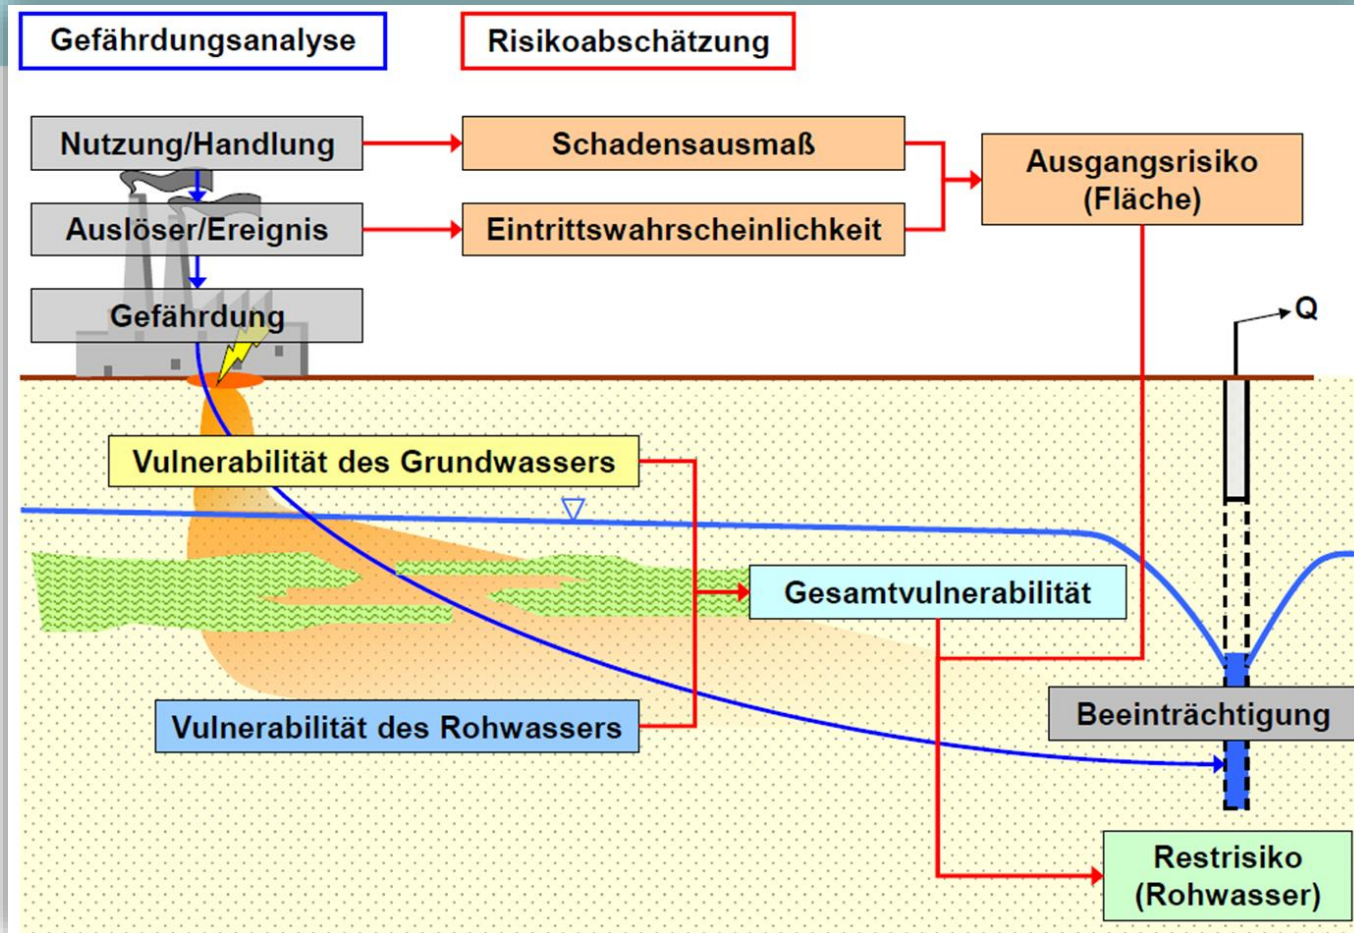 Gefährdungsanalyse
Risikoabschätzung
Nutzung/Handlung
Schadensausmaß
Ausgangsrisiko
(Fläche)
Auslöser/Ereignis
Eintrittswahrscheinlichkeit
Gefährdung
Q
Vulnerabilität des Grundwassers
Gesamtvulnerabilität
Vulnerabilität des Rohwassers
Beeinträchtigung
Restrisiko
(Rohwasser)